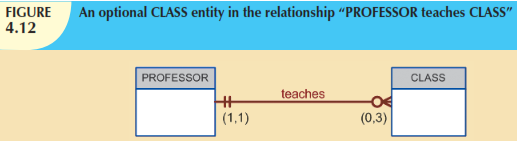 FIGURE 4.12
An optional CLASS entity in the relationship “PROFESSOR teaches CLASS”
PROFESSOR
CLASS
teaches
(1,1)
(0,3)